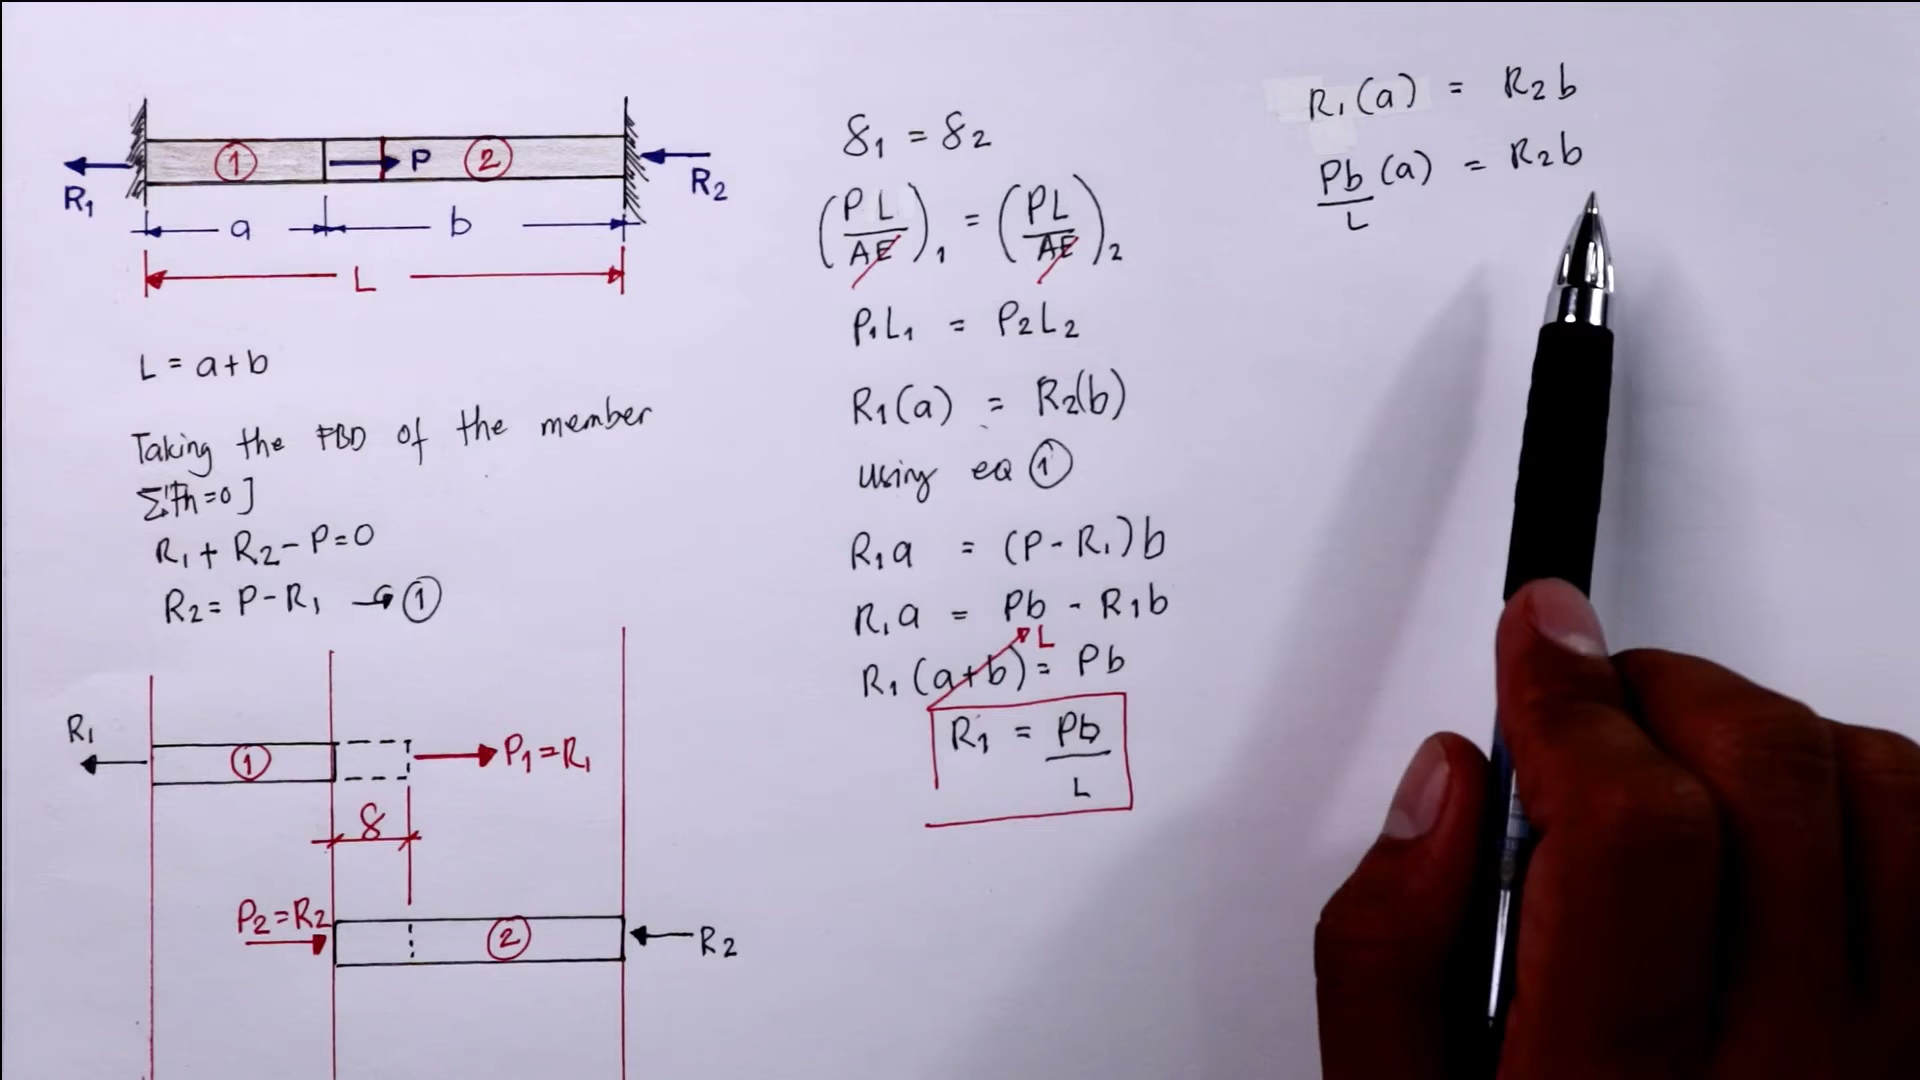 ① P ②
R₁ R₂
a b
L
L = a+b
Taking the FBD of the member
ΣFh=0]
R₁ + R₂ - P=0
R₂ = P-R₁ → ①
R₁ ① P₁=R₁
δ
P₂=R₂ ② R₂
δ₁ = δ₂
(PL/AE)₁ = (PL/AE)₂
P₁L₁ = P₂L₂
R₁(a) = R₂(b)
using eq ①
R₁a = (P-R₁)b
R₁a = Pb - R₁b
L
R₁(a+b) = Pb
R₁ = Pb/L
R₁(a) = R₂b
Pb/L (a) = R₂b